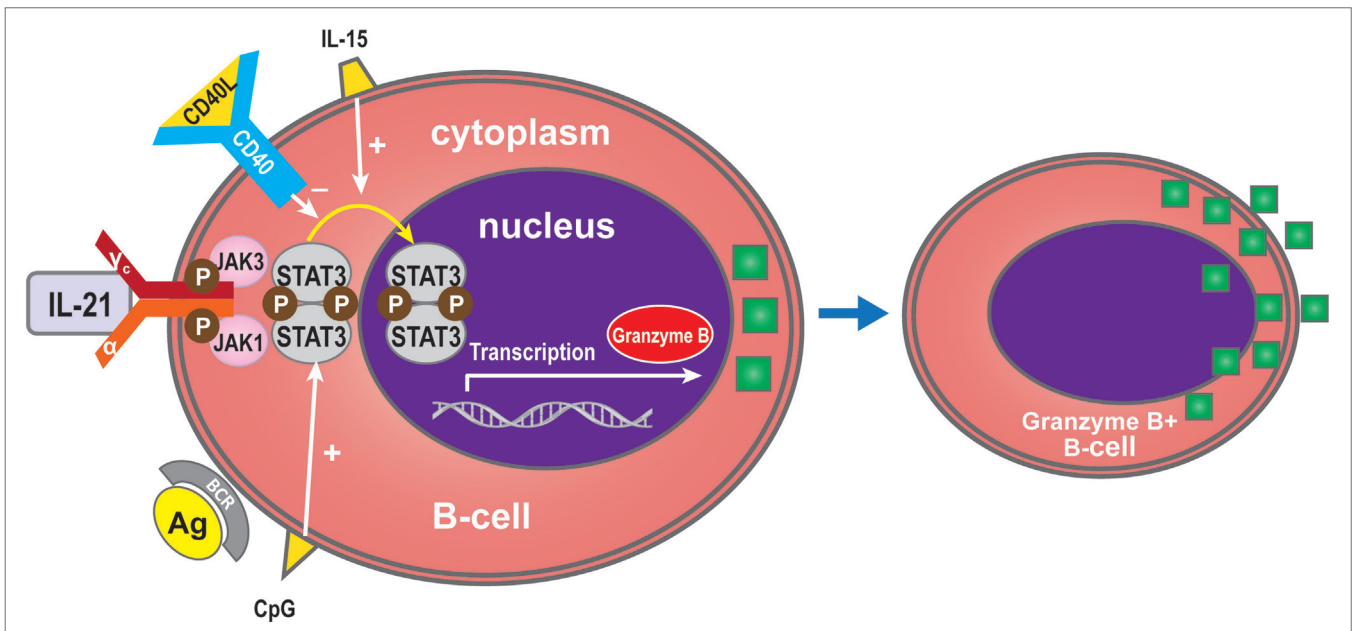 IL-15
CD40L
CD40
+
−
cytoplasm
nucleus
γc
IL-21
α
P
JAK3
P
JAK1
STAT3
P
P
STAT3
STAT3
P
P
STAT3
Granzyme B
Transcription
+
BCR
Ag
B-cell
CpG
Granzyme B+
B-cell